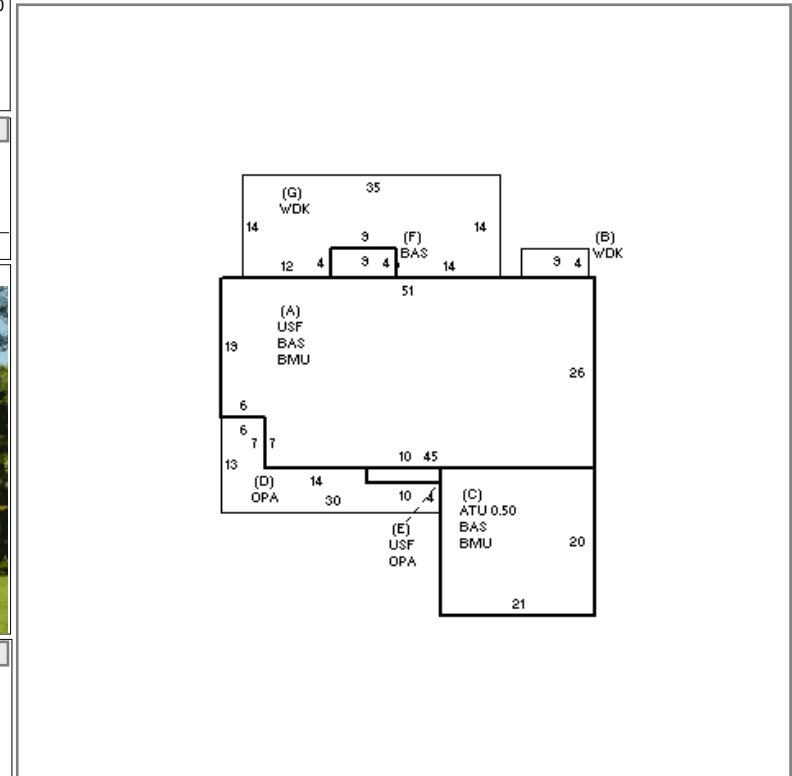 (G)
WDK
35
14
14
9
(F)
BAS
12
4
9 4
14
(B)
WDK
9 4
51
(A)
USF
BAS
BMU
19
26
6
6
7
7
13
10 45
(D)
OPA
14
30
10
4
(E)
USF
OPA
(C)
ATU 0.50
BAS
BMU
20
21